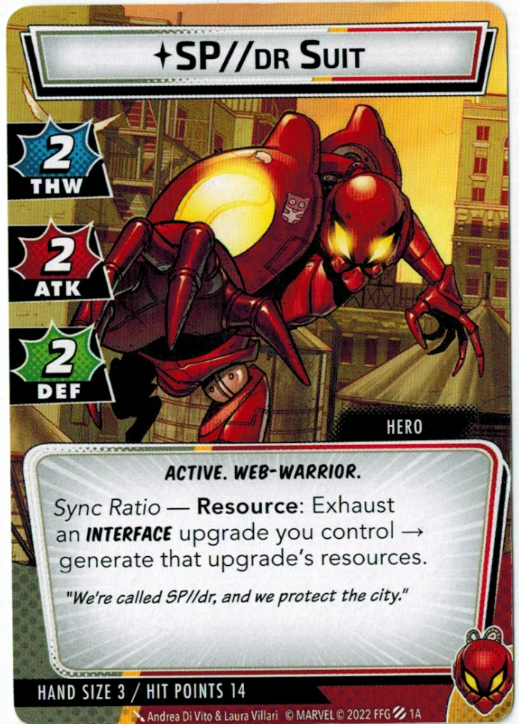 SP//DR SUIT
2
THW
2
ATK
2
DEF
HERO
ACTIVE. WEB-WARRIOR.
Sync Ratio — Resource: Exhaust
an INTERFACE upgrade you control →
generate that upgrade's resources.
"We're called SP//dr, and we protect the city."
HAND SIZE 3 / HIT POINTS 14
Andrea Di Vito & Laura Villari © MARVEL © 2022 FFG 1A